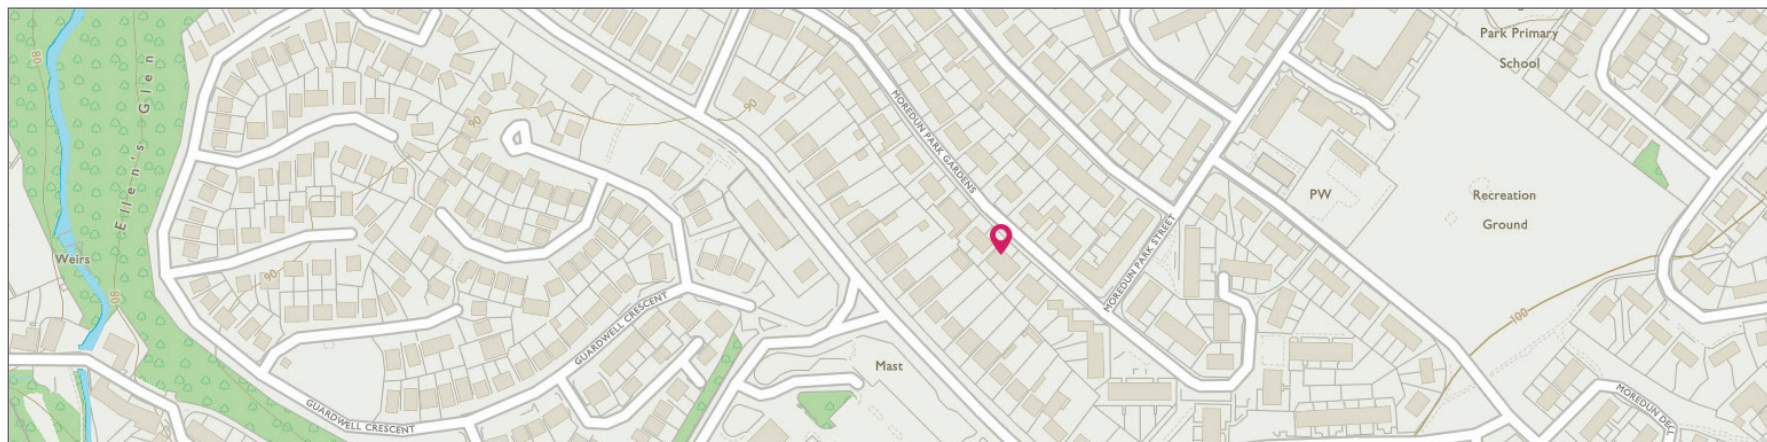 Park Primary
School
80
90
Ellen's Glen
90
MOREDUN PARK GARDENS
PW
Recreation
Ground
MOREDUN PARK STREET
Weirs
90
80
GUARDWELL CRESCENT
100
Mast
MOREDUN DELL
GUARDWELL CRESCENT